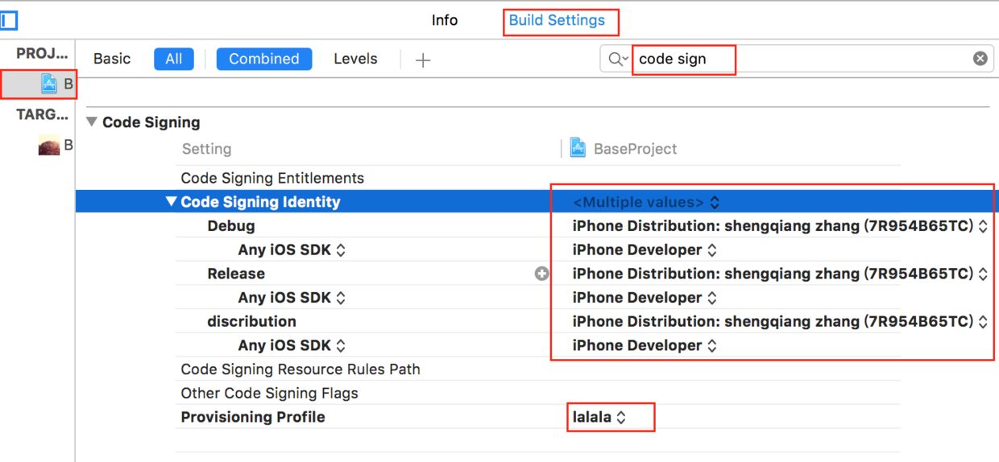 Info Build Settings
PROJ... Basic All Combined Levels code sign
B
TARG...
B
Code Signing
Setting BaseProject
Code Signing Entitlements
Code Signing Identity <Multiple values>
Debug iPhone Distribution: shengqiang zhang (7R954B65TC)
Any iOS SDK iPhone Developer
Release iPhone Distribution: shengqiang zhang (7R954B65TC)
Any iOS SDK iPhone Developer
discribution iPhone Distribution: shengqiang zhang (7R954B65TC)
Any iOS SDK iPhone Developer
Code Signing Resource Rules Path
Other Code Signing Flags
Provisioning Profile lalala